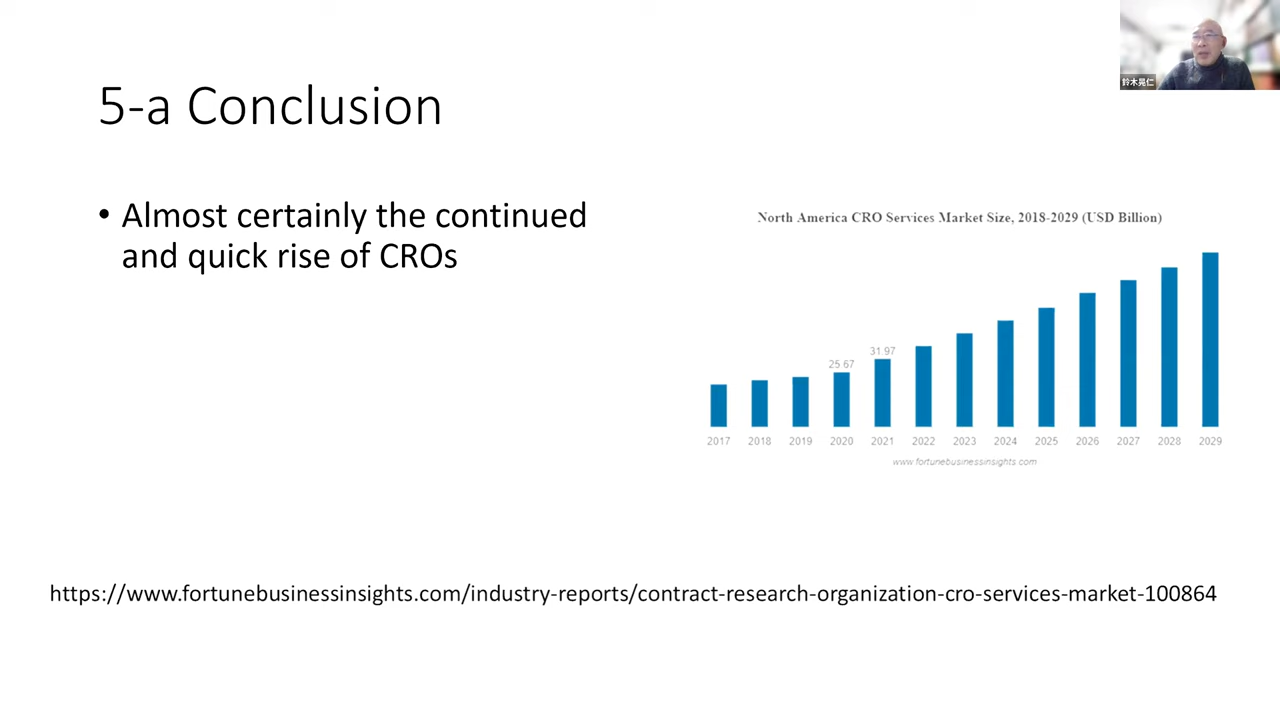 鈴木晃仁
5-a Conclusion
• Almost certainly the continued
and quick rise of CROs
North America CRO Services Market Size, 2018-2029 (USD Billion)
25.67
31.97
2017 2018 2019 2020 2021 2022 2023 2024 2025 2026 2027 2028 2029
www.fortunebusinessinsights.com
https://www.fortunebusinessinsights.com/industry-reports/contract-research-organization-cro-services-market-100864